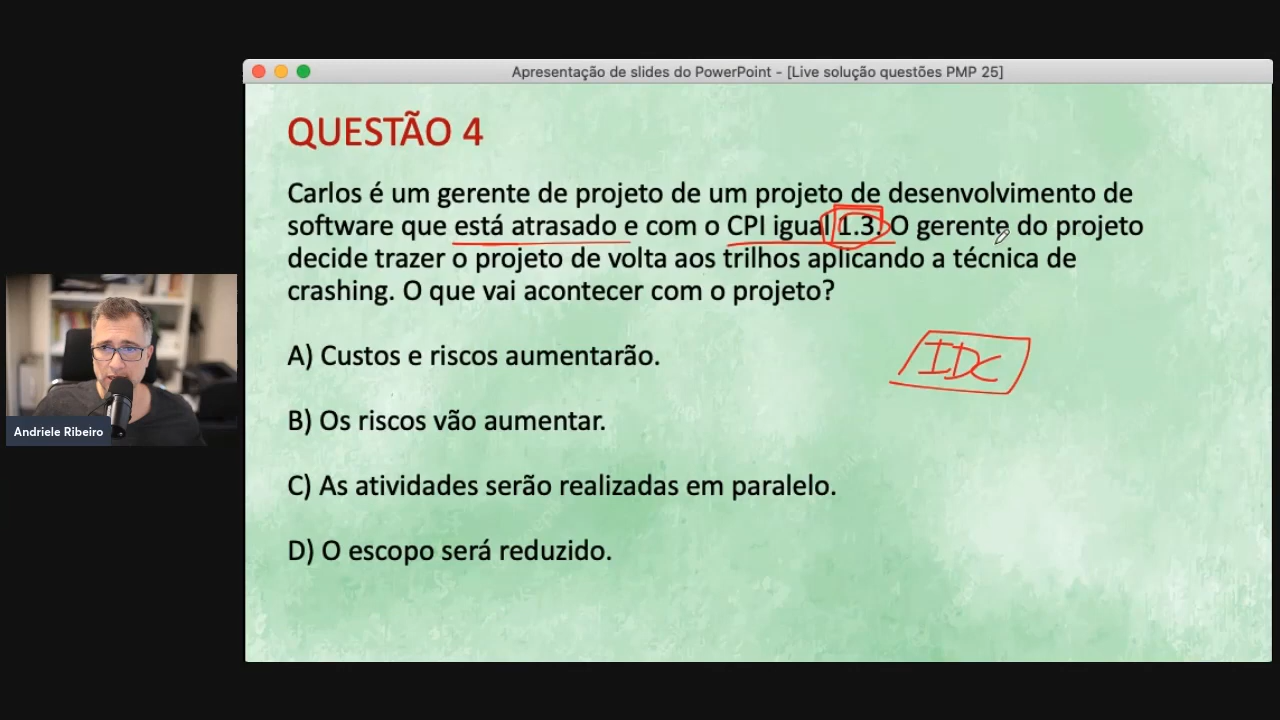 Apresentação de slides do PowerPoint - [Live solução questões PMP 25]
QUESTÃO 4
Carlos é um gerente de projeto de um projeto de desenvolvimento de
software que está atrasado e com o CPI igual 1.3. O gerente do projeto
decide trazer o projeto de volta aos trilhos aplicando a técnica de
crashing. O que vai acontecer com o projeto?
A) Custos e riscos aumentarão.
IDC
B) Os riscos vão aumentar.
C) As atividades serão realizadas em paralelo.
D) O escopo será reduzido.
Andriele Ribeiro